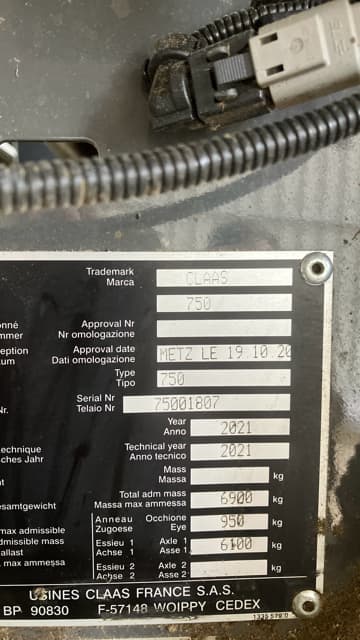 Trademark
Marca CLAAS
750
onné
mmer
Approval Nr
Nr omologazione
eption
um
Approval date
Dati omologazione METZ LE 19 10 20
Type
Tipo 750
Nr.
Serial Nr
Telaio Nr 75001807
Year
Anno 2021
echnique
ches Jahr
Technical year
Anno tecnico 2021
Mass
Massa kg
esamtgewicht
Total adm mass
Massa max ammessa 6900 kg
max admissible
dmissible mass
allast
max ammessa
Anneau
Zugoese
Occhione
Eye 950 kg
Essieu 1
Achse 1
Axle 1
Asse 1 6100 kg
Essieu 2
Achse 2
Axle 2
Asse 2 kg
USINES CLAAS FRANCE S.A.S.
BP 90830 F-57148 WOIPPY CEDEX